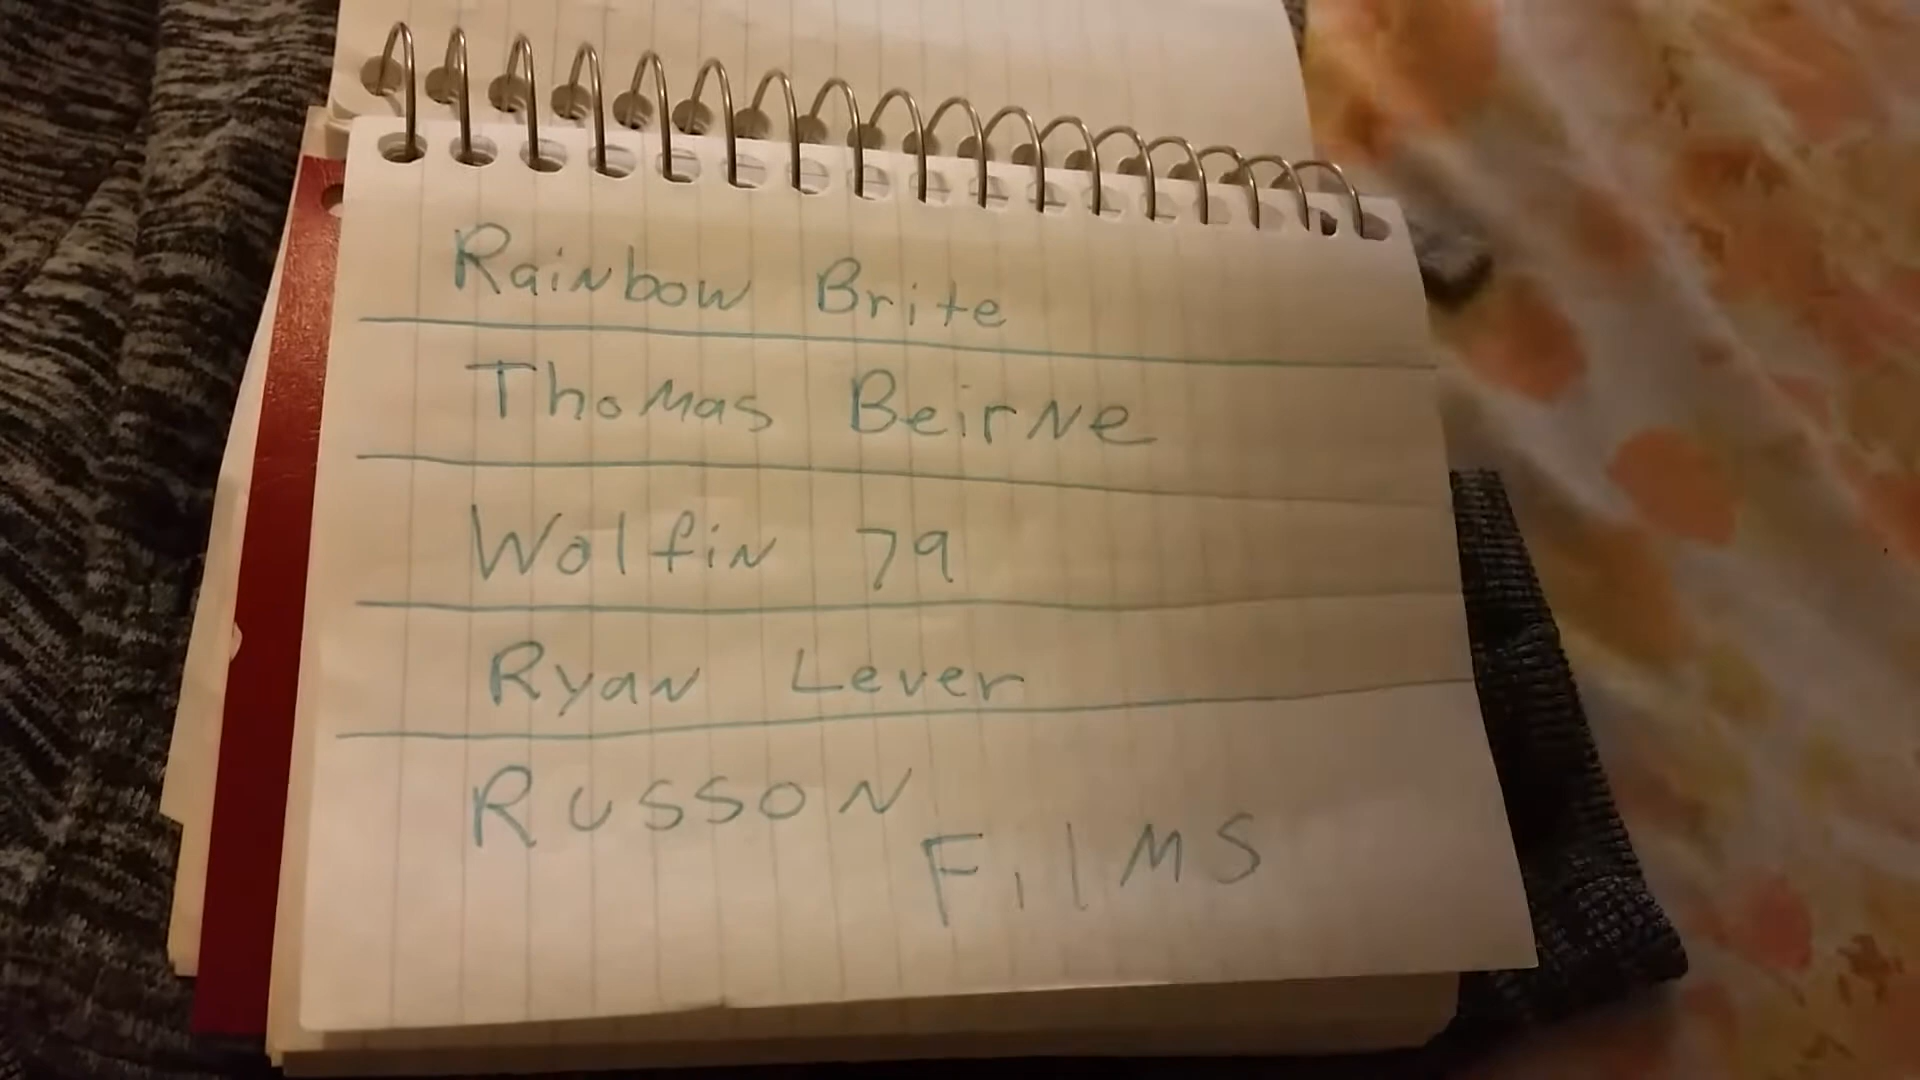 Rainbow Brite
Thomas Beirne
Wolfin 79
Ryan Lever
RUSSON
FilMS